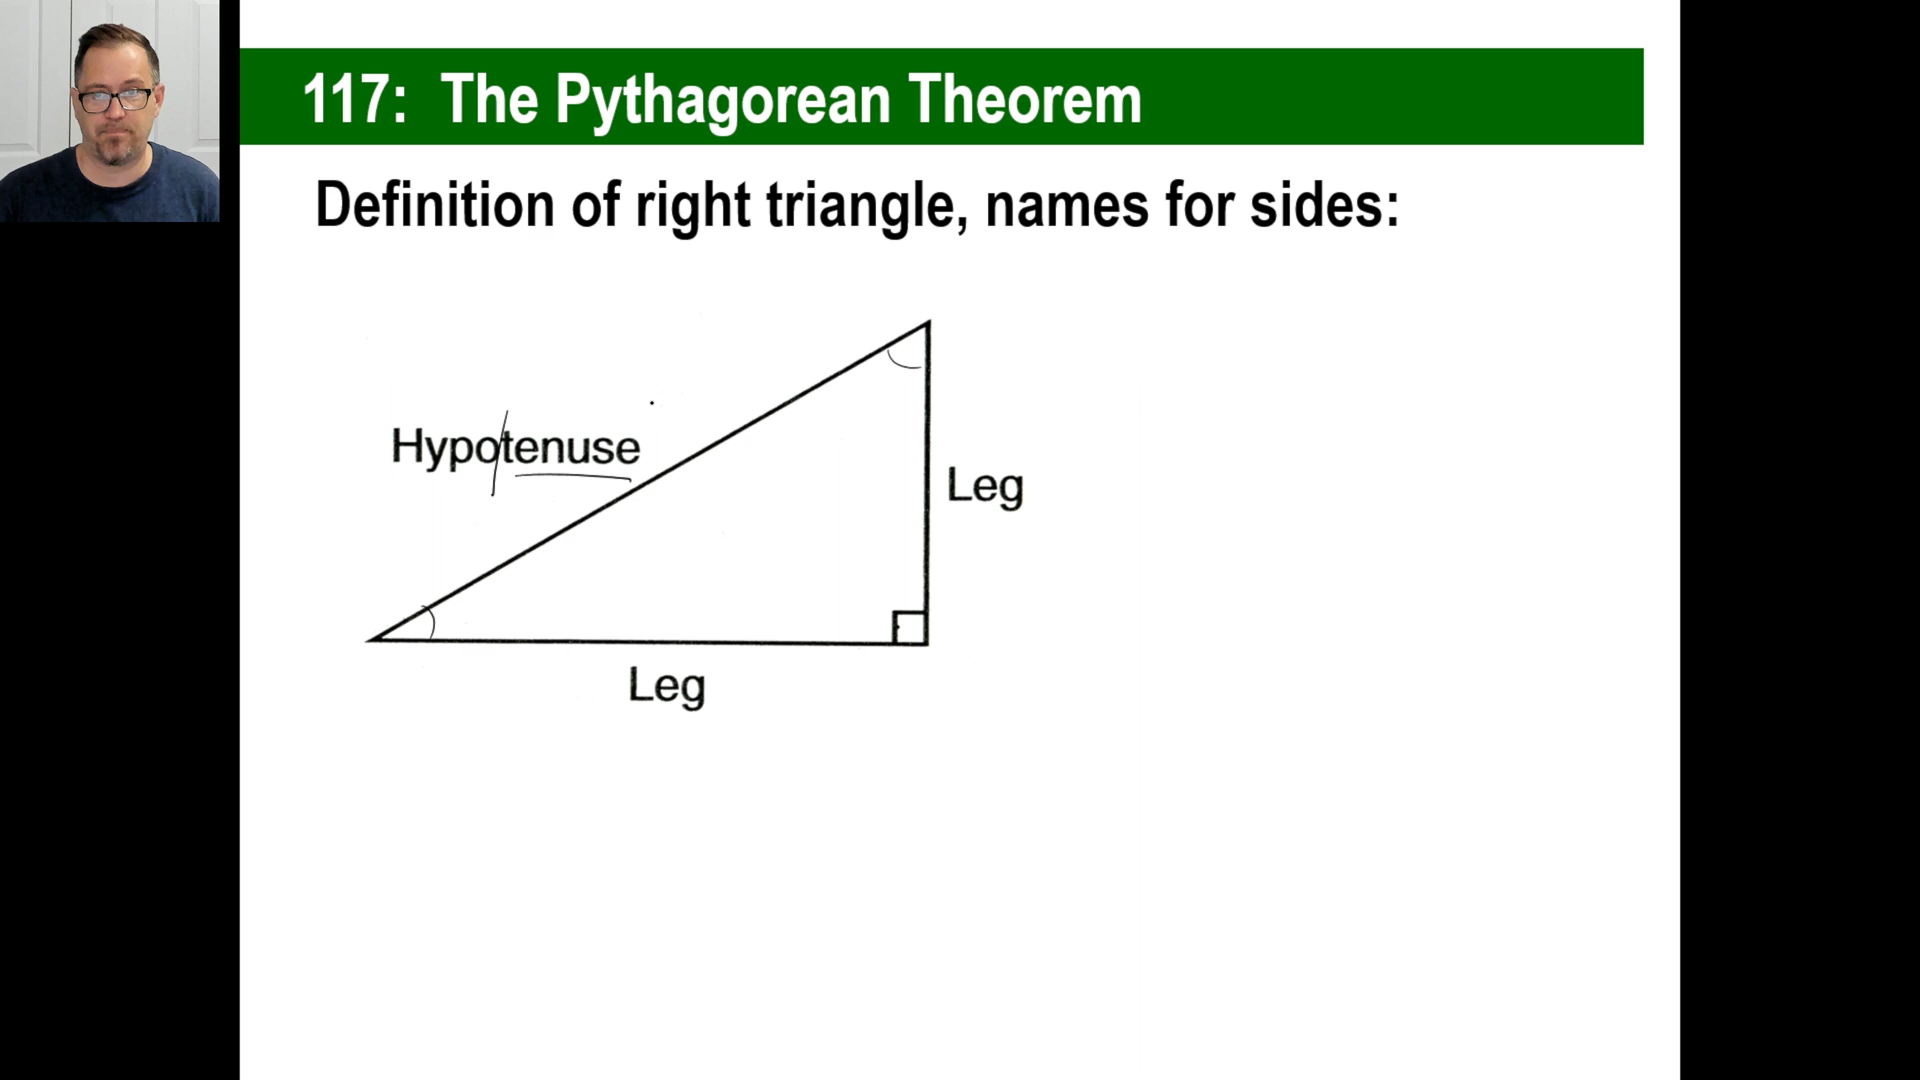 117: The Pythagorean Theorem
Definition of right triangle, names for sides:
Hypotenuse
Leg
Leg